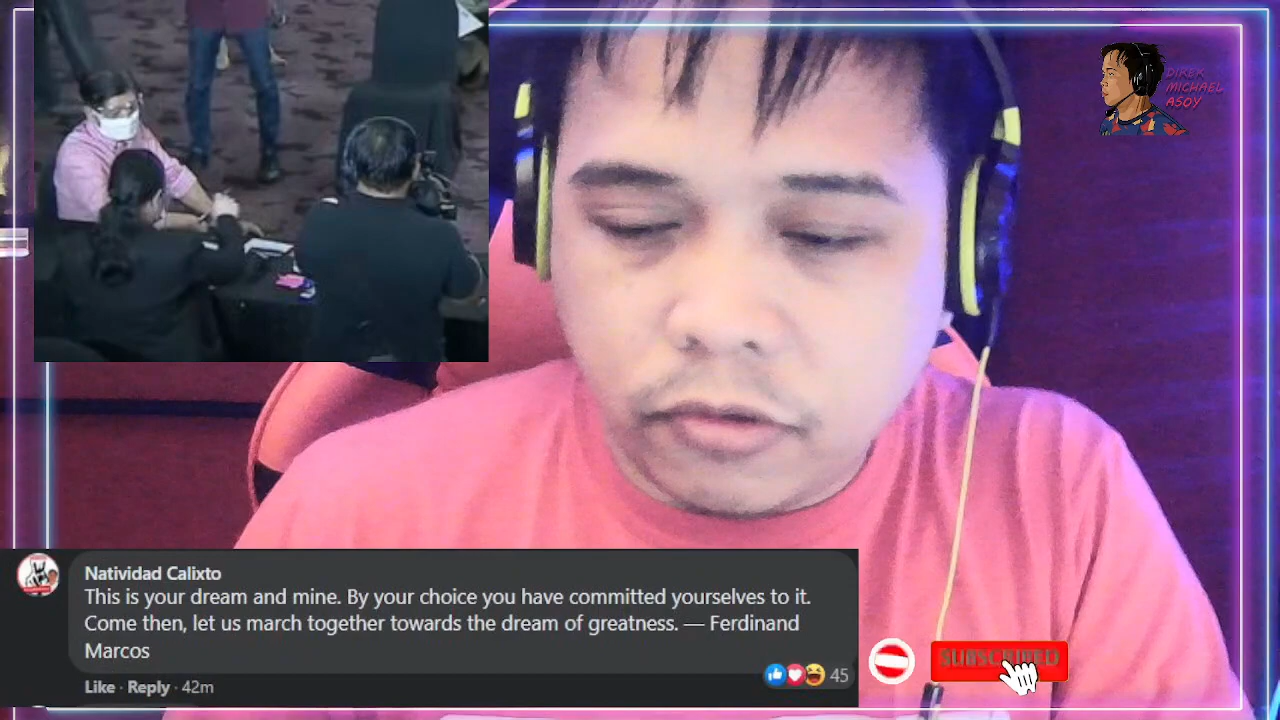 DIREK
MICHAEL
ASOY
Natividad Calixto
This is your dream and mine. By your choice you have committed yourselves to it.
Come then, let us march together towards the dream of greatness. — Ferdinand
Marcos
Like · Reply · 42m
45
SUBSCRIBED